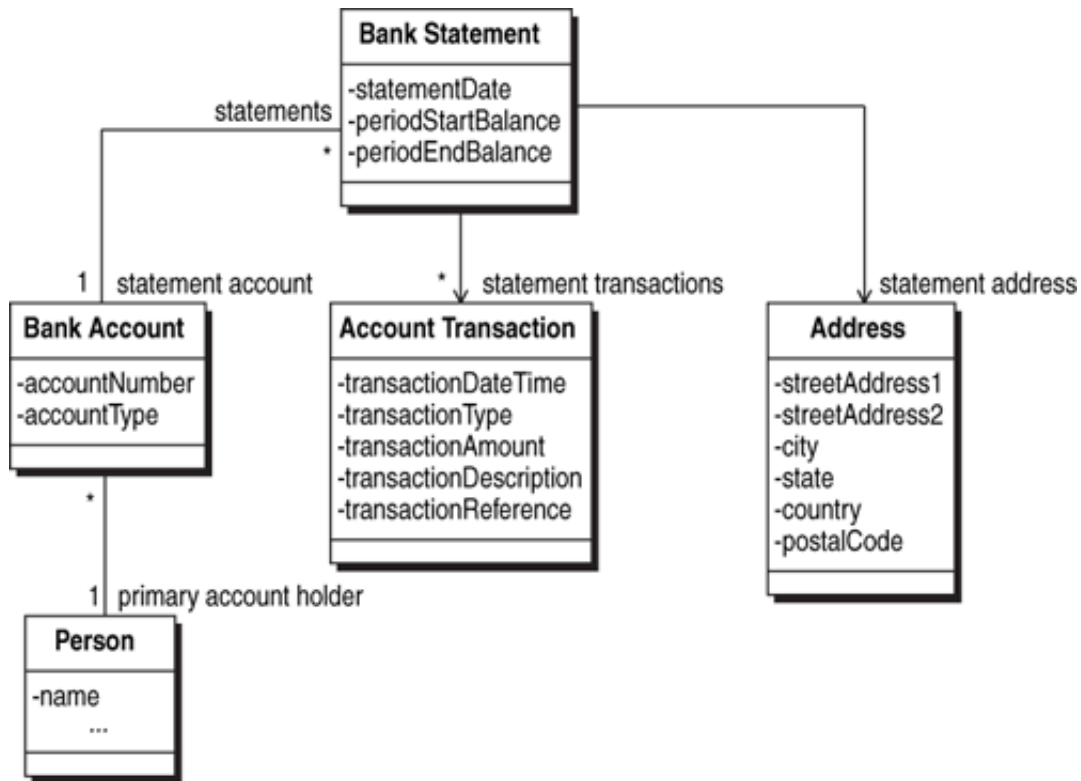 Bank Statement
-statementDate
-periodStartBalance
-periodEndBalance
statements
*
1
statement account
*
statement transactions
statement address
Bank Account
-accountNumber
-accountType
Account Transaction
-transactionDateTime
-transactionType
-transactionAmount
-transactionDescription
-transactionReference
Address
-streetAddress1
-streetAddress2
-city
-state
-country
-postalCode
*
1
primary account holder
Person
-name
...